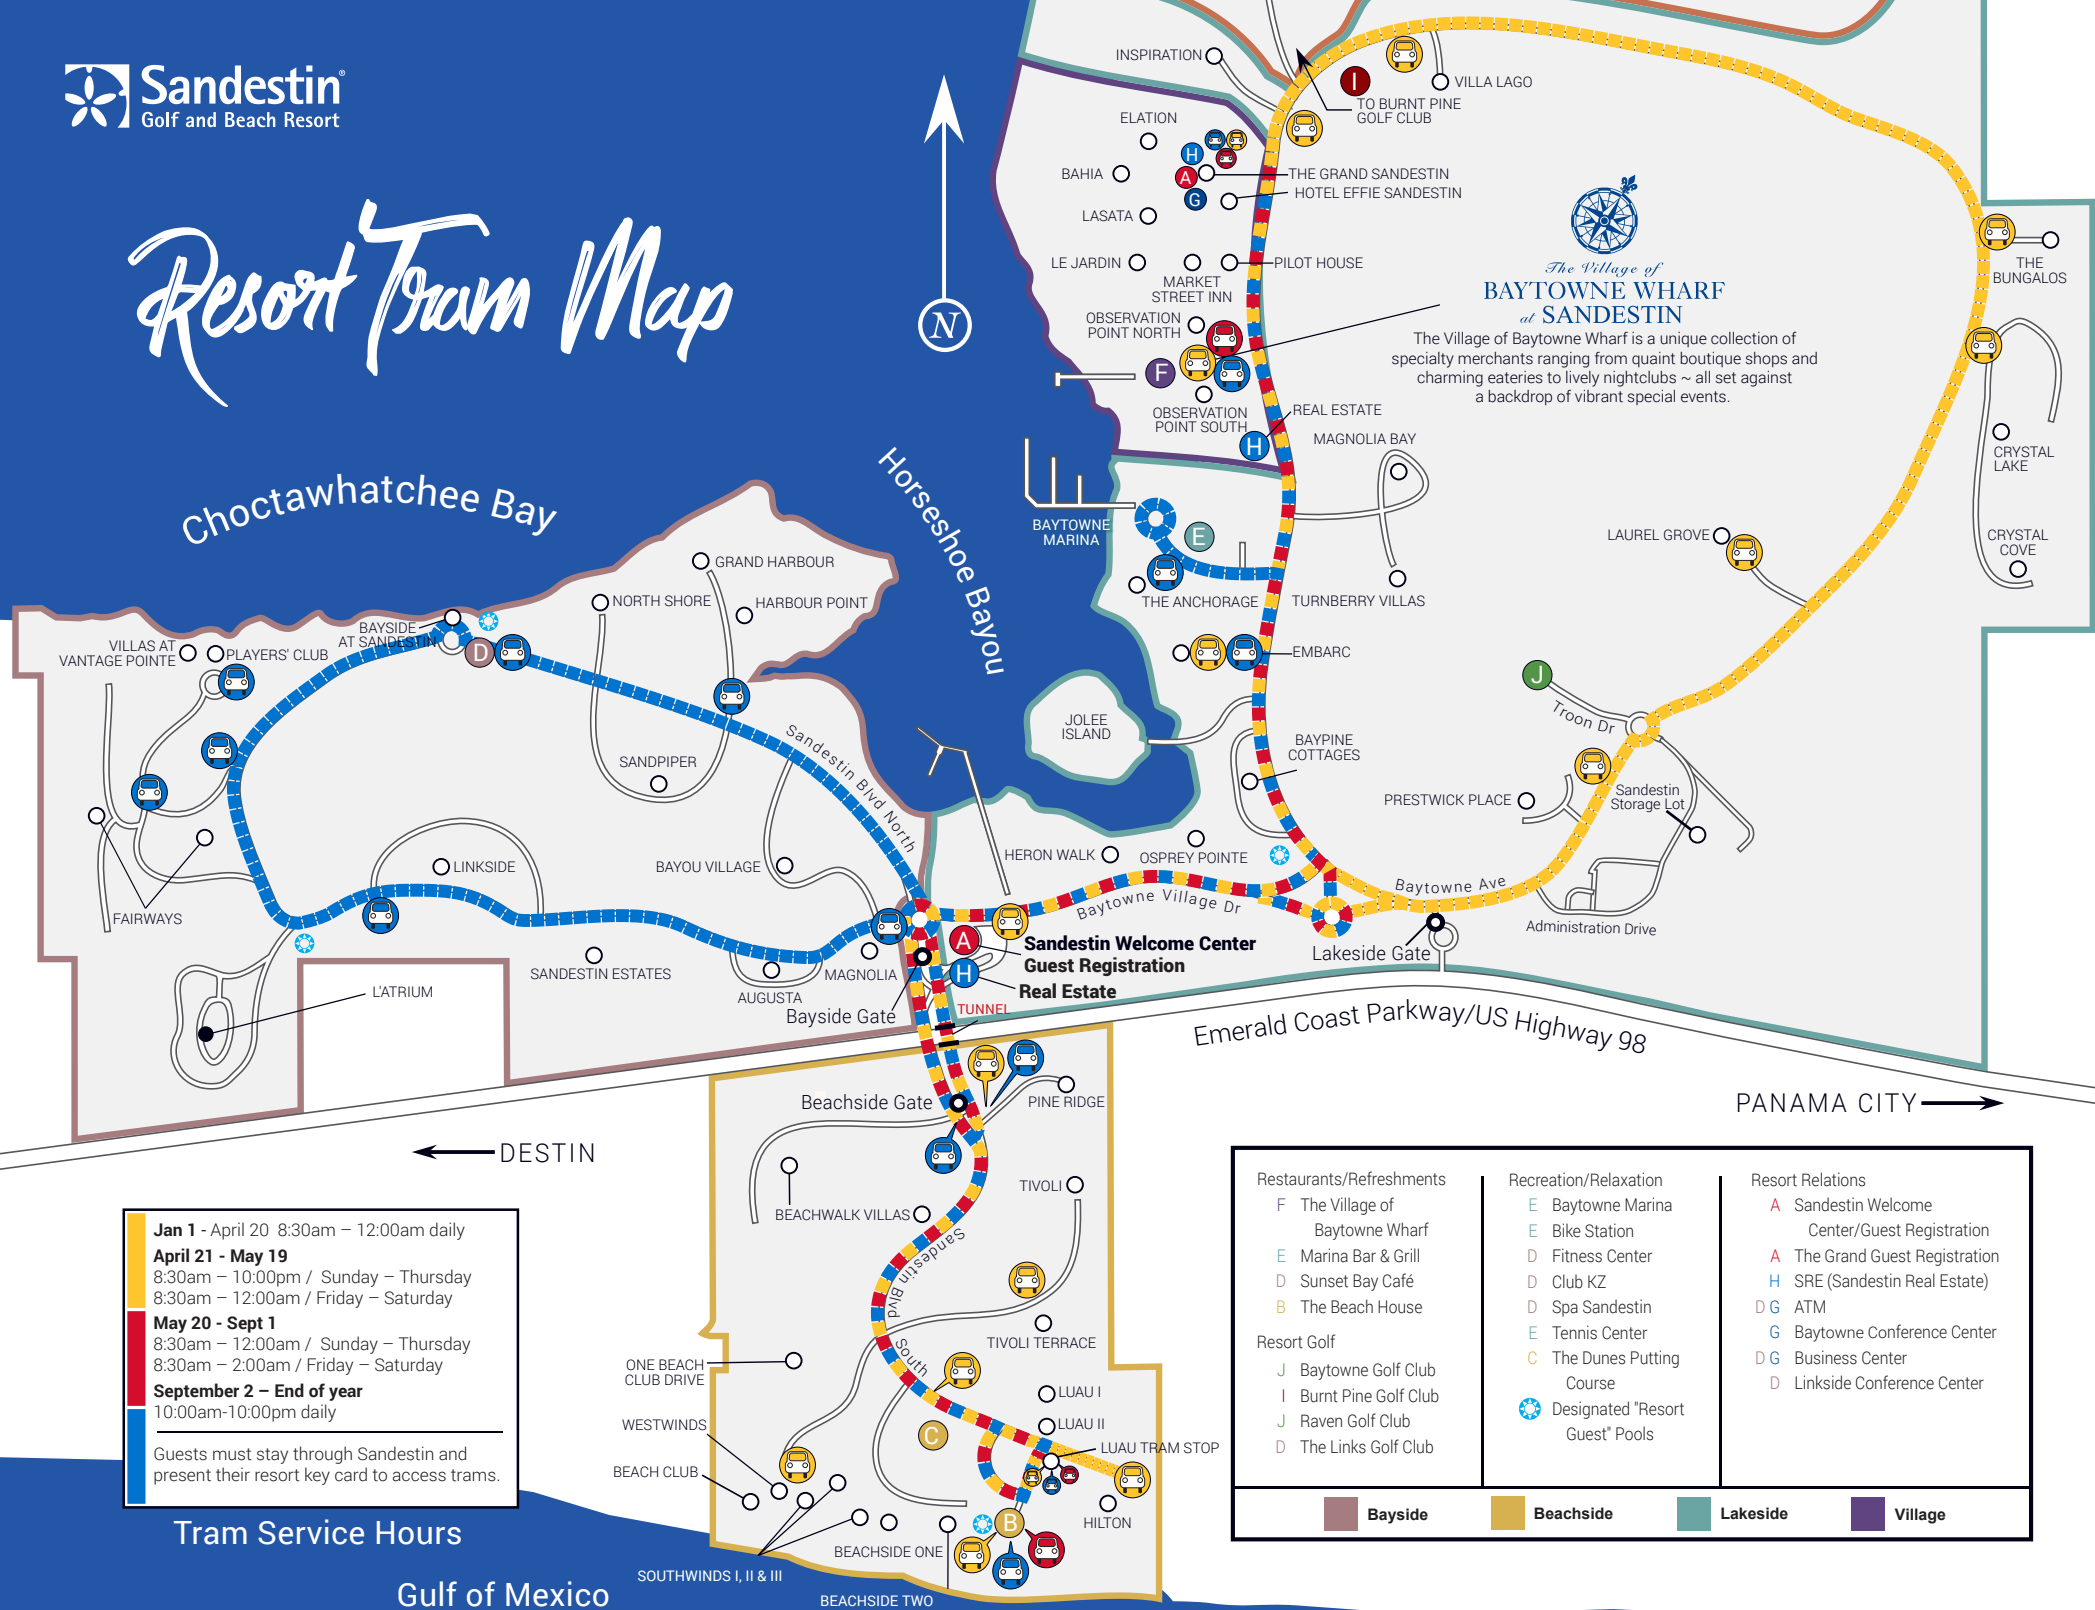 Sandestin®
Golf and Beach Resort
Resort Tram Map
N
Choctawhatchee Bay
Horseshoe Bayou
INSPIRATION
VILLA LAGO
I
TO BURNT PINE
GOLF CLUB
ELATION
H
BAHIA
A
THE GRAND SANDESTIN
G
HOTEL EFFIE SANDESTIN
LASATA
LE JARDIN
PILOT HOUSE
MARKET
STREET INN
OBSERVATION
POINT NORTH
F
OBSERVATION
POINT SOUTH
REAL ESTATE
H
MAGNOLIA BAY
The Village of
BAYTOWNE WHARF
at SANDESTIN
The Village of Baytowne Wharf is a unique collection of
specialty merchants ranging from quaint boutique shops and
charming eateries to lively nightclubs ~ all set against
a backdrop of vibrant special events.
THE
BUNGALOS
CRYSTAL
LAKE
CRYSTAL
COVE
LAUREL GROVE
BAYTOWNE
MARINA
E
THE ANCHORAGE
TURNBERRY VILLAS
EMBARC
JOLEE
ISLAND
BAYPINE
COTTAGES
J
Troon Dr
PRESTWICK PLACE
Sandestin
Storage Lot
HERON WALK
OSPREY POINTE
Baytowne Ave
Baytowne Village Dr
Administration Drive
Lakeside Gate
GRAND HARBOUR
NORTH SHORE
HARBOUR POINT
BAYSIDE
AT SANDESTIN
D
VILLAS AT
VANTAGE POINTE
PLAYERS' CLUB
SANDPIPER
Sandestin Blvd North
LINKSIDE
BAYOU VILLAGE
FAIRWAYS
SANDESTIN ESTATES
AUGUSTA
MAGNOLIA
L'ATRIUM
Bayside Gate
A
Sandestin Welcome Center
Guest Registration
H
Real Estate
TUNNEL
Emerald Coast Parkway/US Highway 98
PANAMA CITY
DESTIN
Beachside Gate
PINE RIDGE
BEACHWALK VILLAS
TIVOLI
Sandestin Blvd South
TIVOLI TERRACE
ONE BEACH
CLUB DRIVE
LUAU I
WESTWINDS
C
LUAU II
LUAU TRAM STOP
BEACH CLUB
B
HILTON
BEACHSIDE ONE
SOUTHWINDS I, II & III
BEACHSIDE TWO
Jan 1 - April 20 8:30am – 12:00am daily
April 21 - May 19
8:30am – 10:00pm / Sunday – Thursday
8:30am – 12:00am / Friday – Saturday
May 20 - Sept 1
8:30am – 12:00am / Sunday – Thursday
8:30am – 2:00am / Friday – Saturday
September 2 – End of year
10:00am-10:00pm daily
Guests must stay through Sandestin and
present their resort key card to access trams.
Tram Service Hours
Gulf of Mexico
Restaurants/Refreshments
F The Village of
Baytowne Wharf
E Marina Bar & Grill
D Sunset Bay Café
B The Beach House
Resort Golf
J Baytowne Golf Club
I Burnt Pine Golf Club
J Raven Golf Club
D The Links Golf Club
Recreation/Relaxation
E Baytowne Marina
E Bike Station
D Fitness Center
D Club KZ
D Spa Sandestin
E Tennis Center
C The Dunes Putting
Course
Designated "Resort
Guest" Pools
Resort Relations
A Sandestin Welcome
Center/Guest Registration
A The Grand Guest Registration
H SRE (Sandestin Real Estate)
D G ATM
G Baytowne Conference Center
D G Business Center
D Linkside Conference Center
Bayside
Beachside
Lakeside
Village